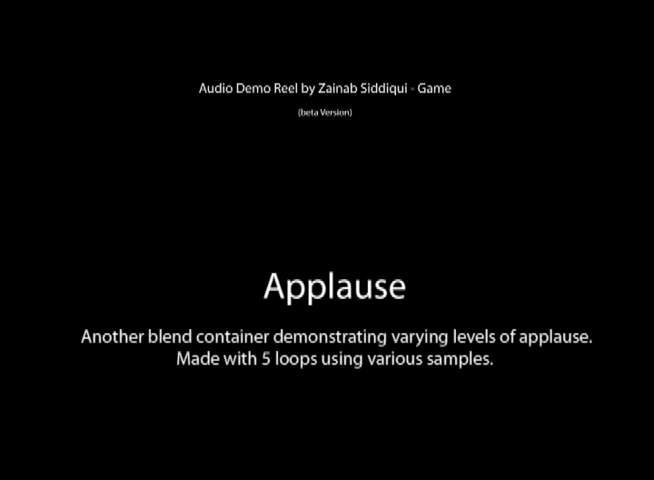 Audio Demo Reel by Zainab Siddiqui - Game
(beta Version)
Applause
Another blend container demonstrating varying levels of applause.
Made with 5 loops using various samples.